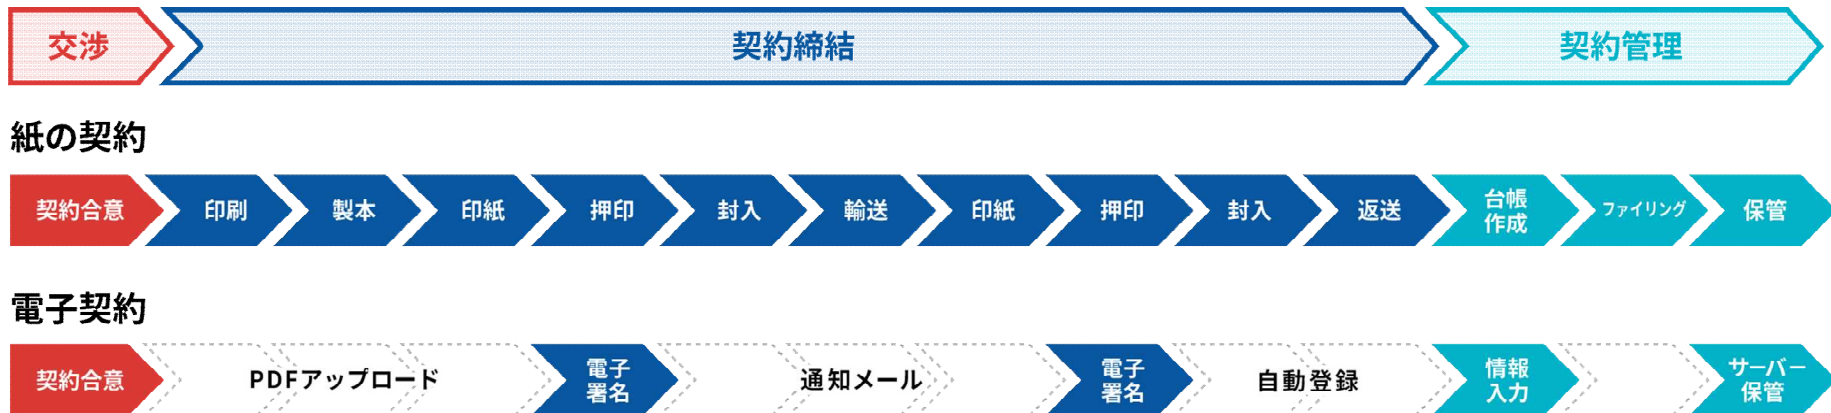 交渉
契約締結
契約管理
紙の契約
契約合意
印刷
製本
印紙
押印
封入
輸送
印紙
押印
封入
返送
台帳
作成
ファイリング
保管
電子契約
契約合意
PDFアップロード
電子
署名
通知メール
電子
署名
自動登録
情報
入力
サーバー
保管